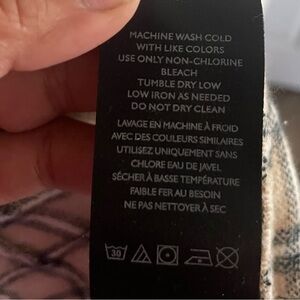 MACHINE WASH COLD
WITH LIKE COLORS
USE ONLY NON-CHLORINE
BLEACH
TUMBLE DRY LOW
LOW IRON AS NEEDED
DO NOT DRY CLEAN
LAVAGE EN MACHINE À FROID
AVEC DES COULEURS SIMILAIRES
UTILISEZ UNIQUEMENT SANS
CHLORE EAU DE JAVEL
SÉCHER À BASSE TEMPÉRATURE
FAIBLE FER AU BESOIN
NE PAS NETTOYER À SEC
30